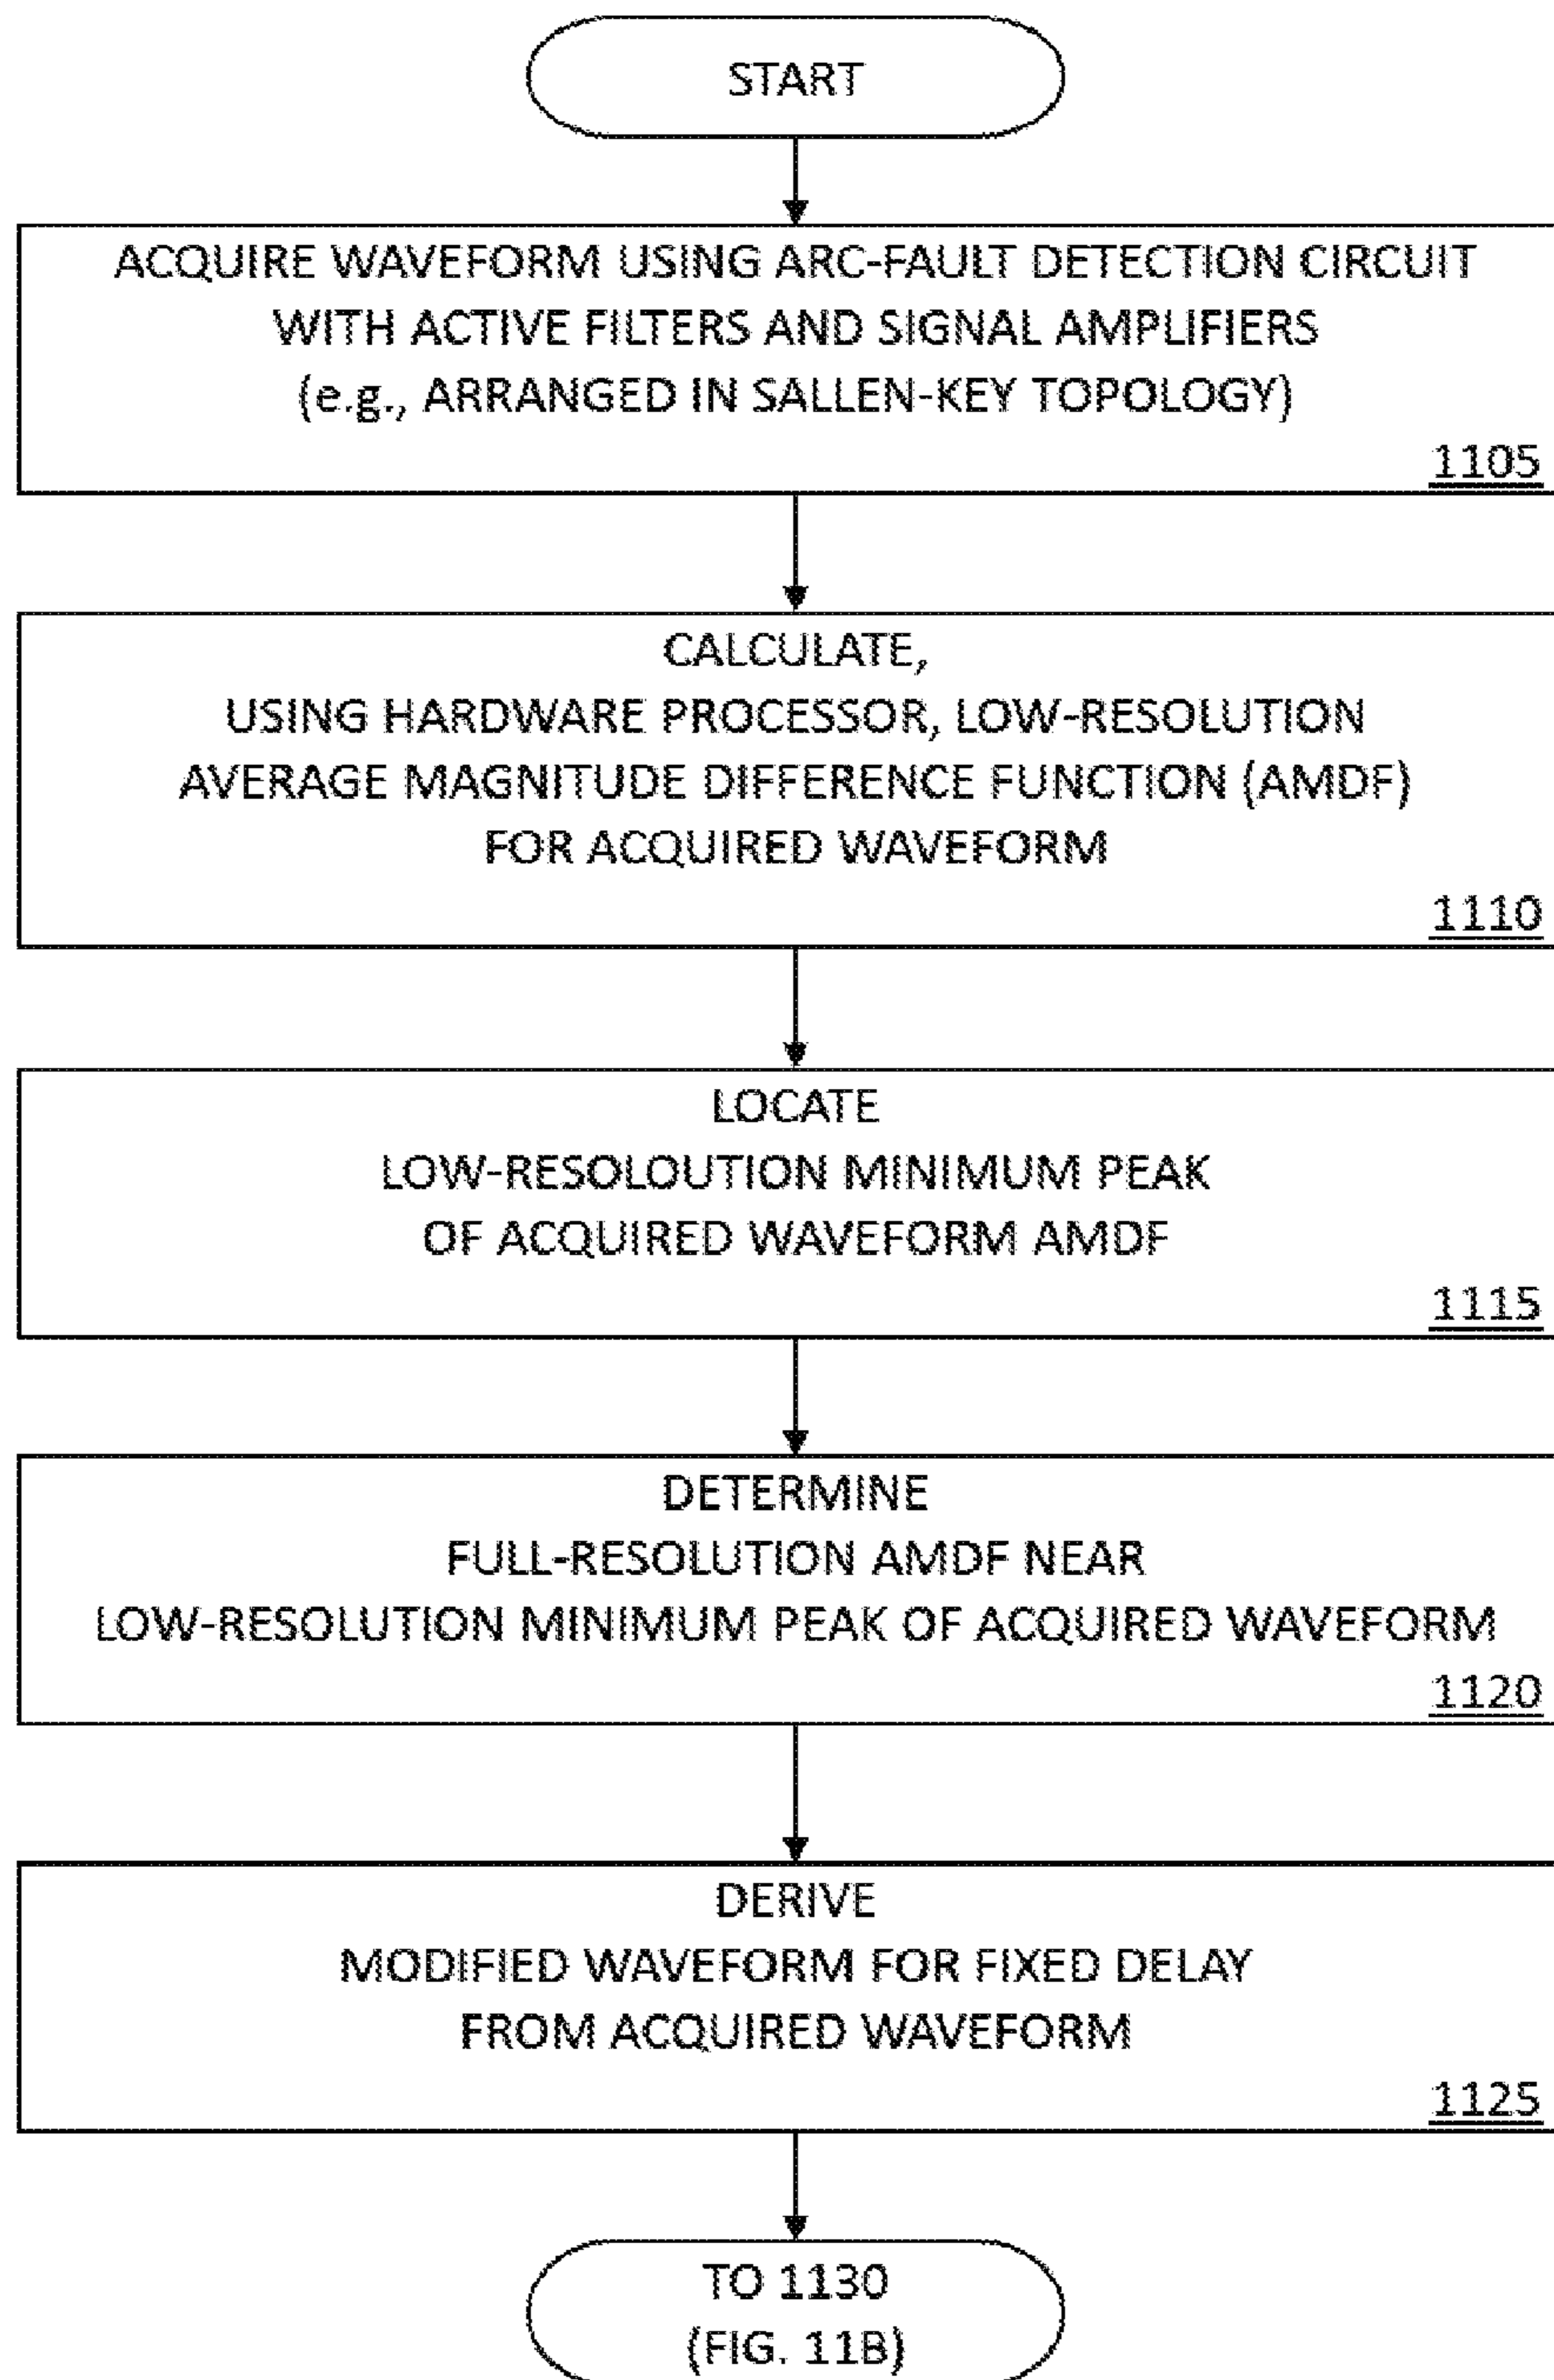 START
ACQUIRE WAVEFORM USING ARC-FAULT DETECTION CIRCUIT
WITH ACTIVE FILTERS AND SIGNAL AMPLIFIERS
(e.g., ARRANGED IN SALLEN-KEY TOPOLOGY)
1105
CALCULATE,
USING HARDWARE PROCESSOR, LOW-RESOLUTION
AVERAGE MAGNITUDE DIFFERENCE FUNCTION (AMDF)
FOR ACQUIRED WAVEFORM
1110
LOCATE
LOW-RESOLOUTION MINIMUM PEAK
OF ACQUIRED WAVEFORM AMDF
1115
DETERMINE
FULL-RESOLUTION AMDF NEAR
LOW-RESOLUTION MINIMUM PEAK OF ACQUIRED WAVEFORM
1120
DERIVE
MODIFIED WAVEFORM FOR FIXED DELAY
FROM ACQUIRED WAVEFORM
1125
TO 1130
(FIG. 11B)